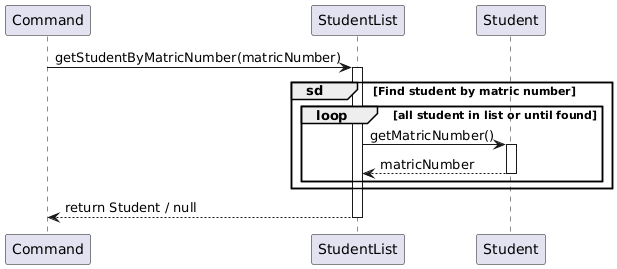 Command StudentList Student
getStudentByMatricNumber(matricNumber)
sd [Find student by matric number]
loop [all student in list or until found]
getMatricNumber()
matricNumber
return Student / null
Command StudentList Student